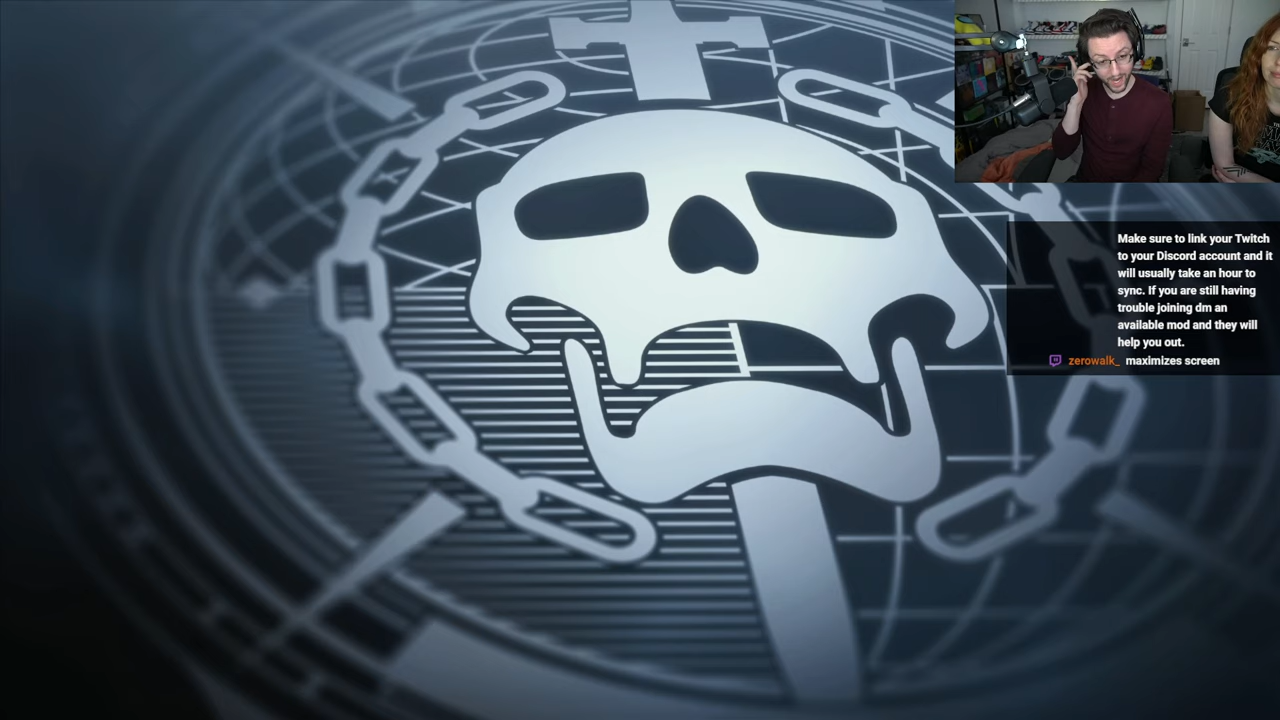 Make sure to link your Twitch
to your Discord account and it
will usually take an hour to
sync. If you are still having
trouble joining dm an
available mod and they will
help you out.
zerowalk_ maximizes screen